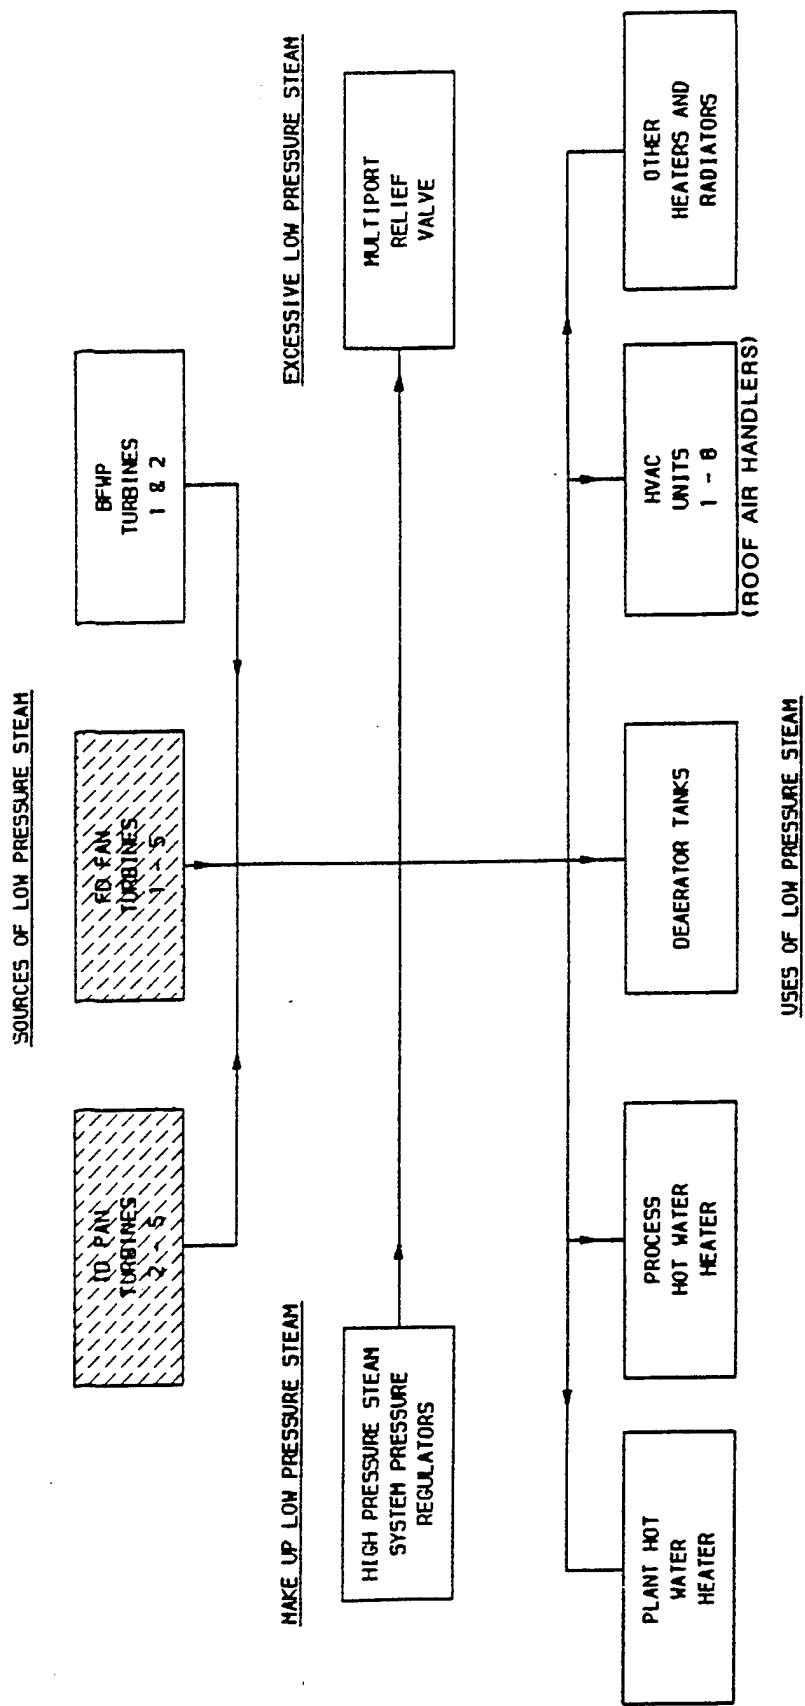 SOURCES OF LOW PRESSURE STEAM
ID FAN
TURBINES
2 - 5
FD FAN
TURBINES
1 - 5
BFWP
TURBINES
1 & 2
MAKE UP LOW PRESSURE STEAM
HIGH PRESSURE STEAM
SYSTEM PRESSURE
REGULATORS
EXCESSIVE LOW PRESSURE STEAM
MULTIPORT
RELIEF
VALVE
PLANT HOT
WATER
HEATER
PROCESS
HOT WATER
HEATER
DEAERATOR TANKS
HVAC
UNITS
1 - 8
(ROOF AIR HANDLERS)
OTHER
HEATERS AND
RADIATORS
USES OF LOW PRESSURE STEAM